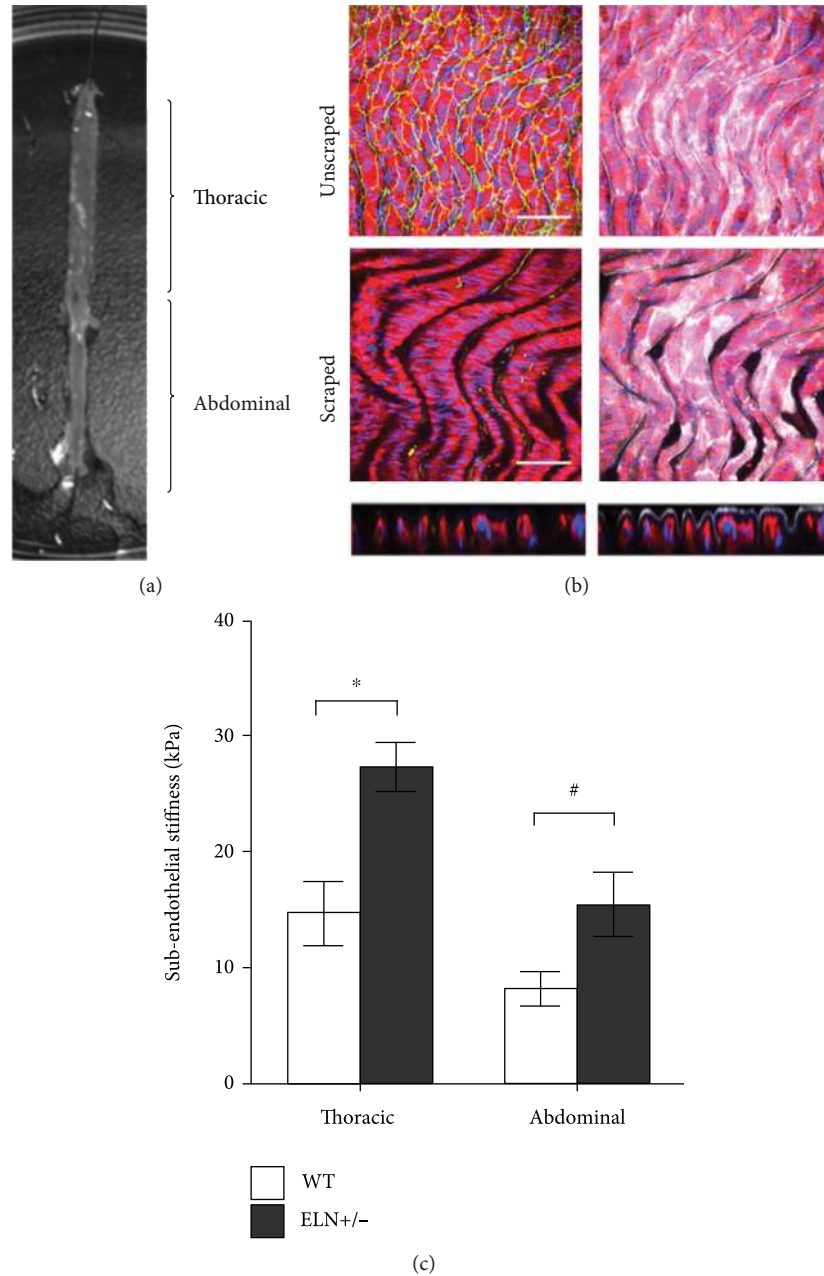 Thoracic
Abdominal
(a)
Unscraped
Scraped
(b)
40
30
20
10
0
Sub-endothelial stiffness (kPa)
*
#
Thoracic
Abdominal
WT
ELN+/−
(c)